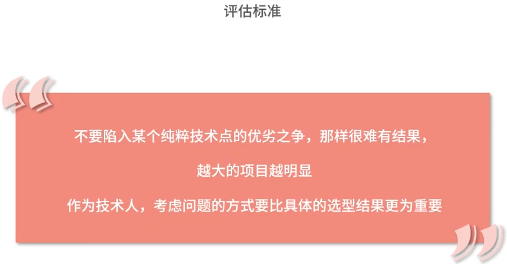 评估标准
不要陷入某个纯粹技术点的优劣之争，那样很难有结果，
越大的项目越明显
作为技术人，考虑问题的方式要比具体的选型结果更为重要